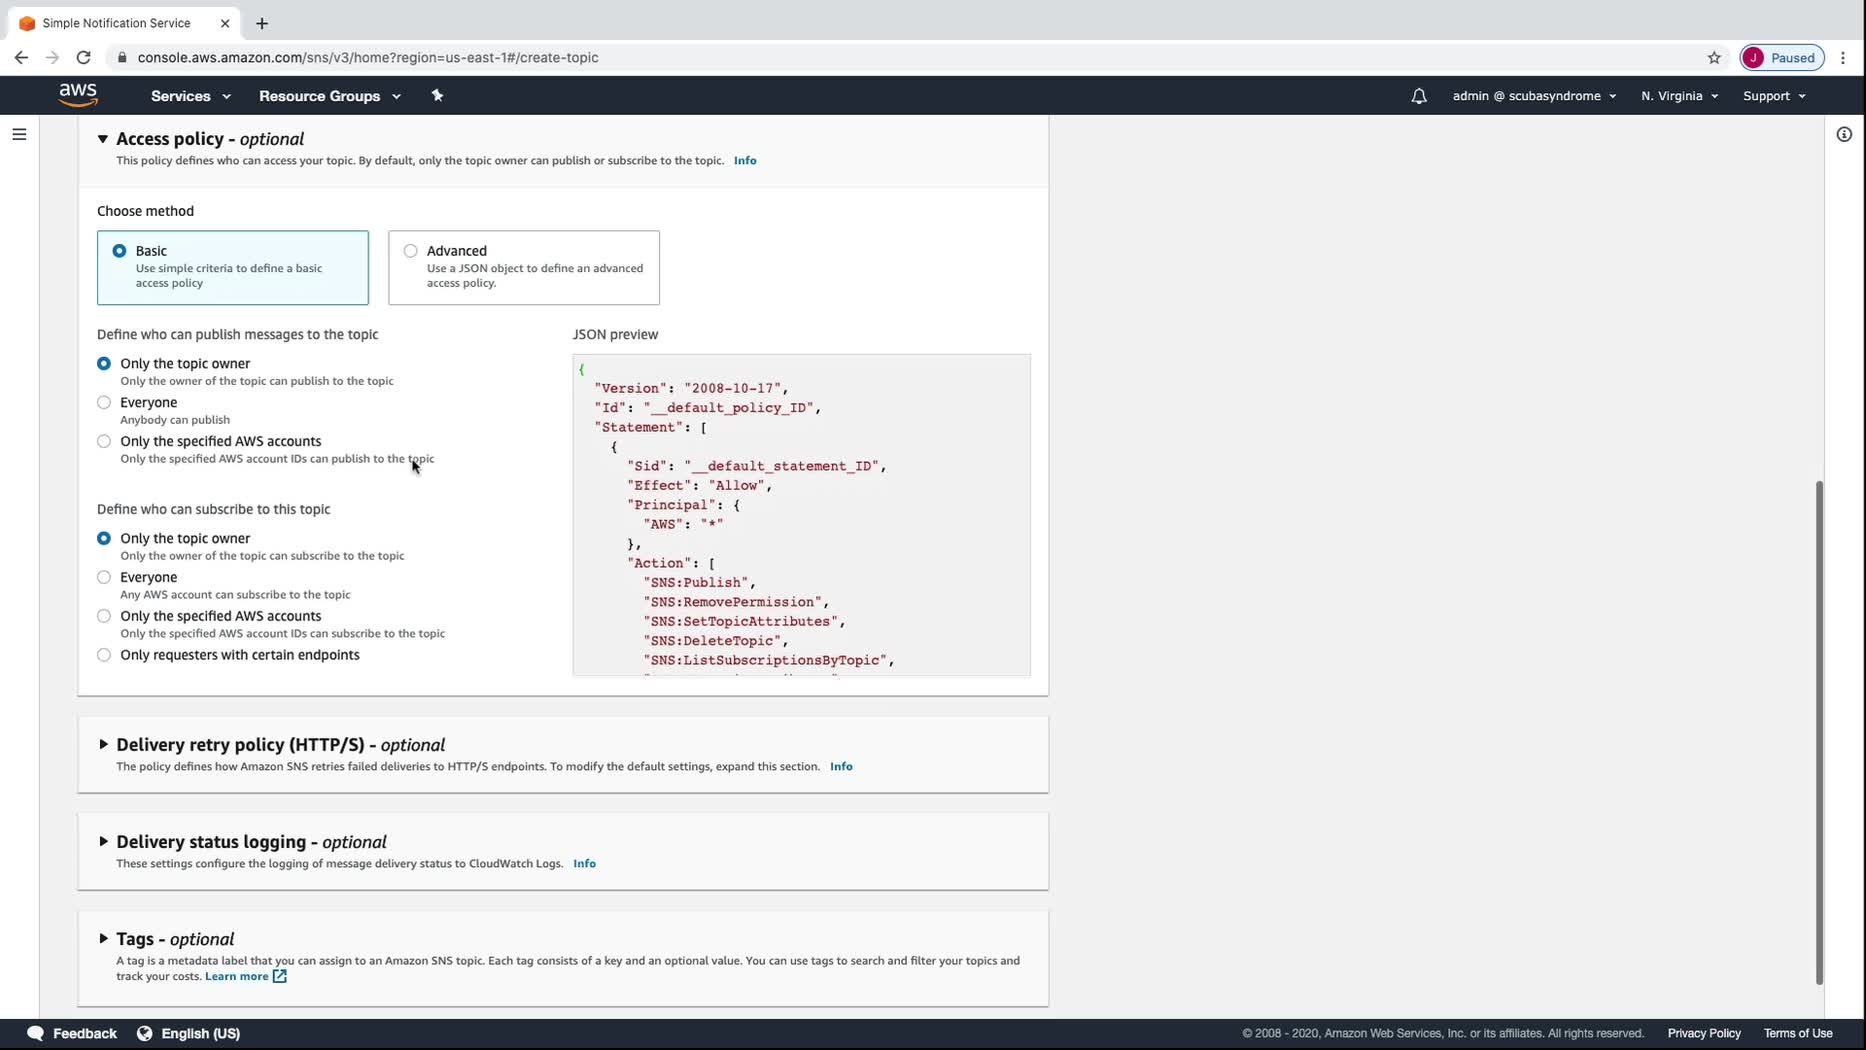 Simple Notification Service
console.aws.amazon.com/sns/v3/home?region=us-east-1#/create-topic
J Paused
aws
Services
Resource Groups
admin @ scubasyndrome
N. Virginia
Support
Access policy - optional
This policy defines who can access your topic. By default, only the topic owner can publish or subscribe to the topic. Info
Choose method
Basic
Use simple criteria to define a basic
access policy
Advanced
Use a JSON object to define an advanced
access policy.
Define who can publish messages to the topic
Only the topic owner
Only the owner of the topic can publish to the topic
Everyone
Anybody can publish
Only the specified AWS accounts
Only the specified AWS account IDs can publish to the topic
Define who can subscribe to this topic
Only the topic owner
Only the owner of the topic can subscribe to the topic
Everyone
Any AWS account can subscribe to the topic
Only the specified AWS accounts
Only the specified AWS account IDs can subscribe to the topic
Only requesters with certain endpoints
JSON preview
{
"Version": "2008-10-17",
"Id": "__default_policy_ID",
"Statement": [
{
"Sid": "__default_statement_ID",
"Effect": "Allow",
"Principal": {
"AWS": "*"
},
"Action": [
"SNS:Publish",
"SNS:RemovePermission",
"SNS:SetTopicAttributes",
"SNS:DeleteTopic",
"SNS:ListSubscriptionsByTopic",
Delivery retry policy (HTTP/S) - optional
The policy defines how Amazon SNS retries failed deliveries to HTTP/S endpoints. To modify the default settings, expand this section. Info
Delivery status logging - optional
These settings configure the logging of message delivery status to CloudWatch Logs. Info
Tags - optional
A tag is a metadata label that you can assign to an Amazon SNS topic. Each tag consists of a key and an optional value. You can use tags to search and filter your topics and
track your costs. Learn more
Feedback
English (US)
© 2008 - 2020, Amazon Web Services, Inc. or its affiliates. All rights reserved.
Privacy Policy
Terms of Use